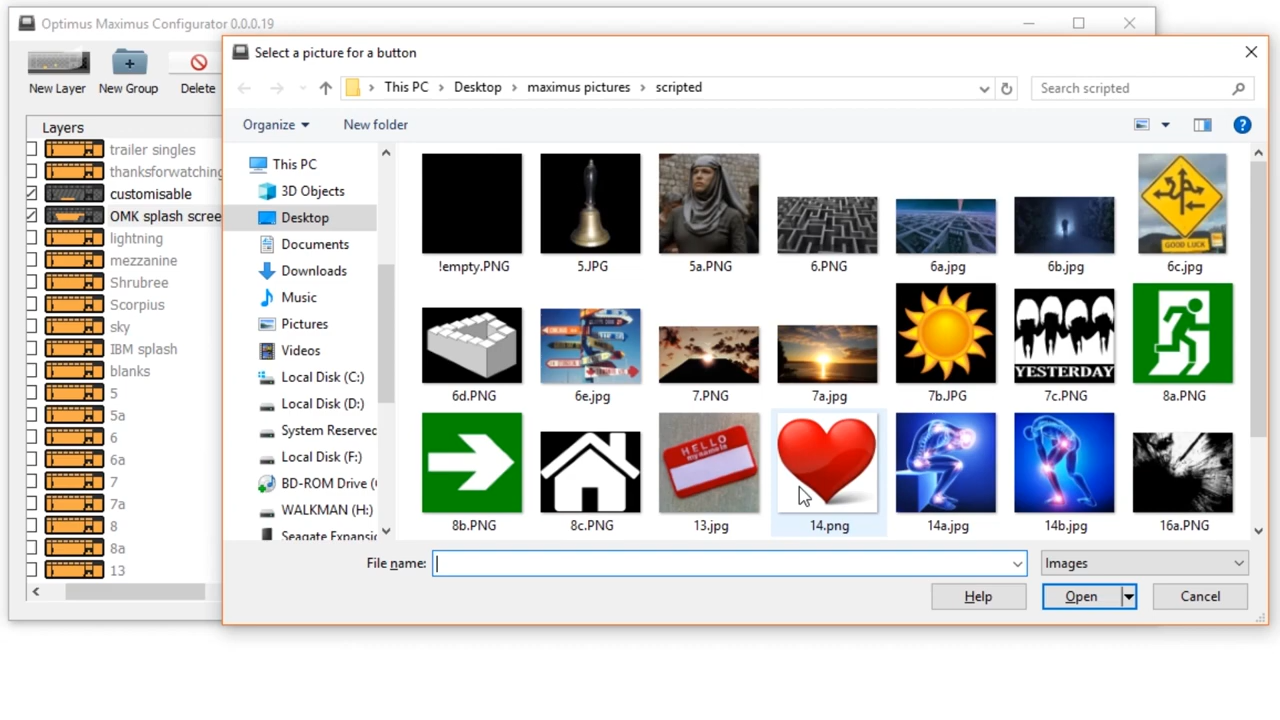 Optimus Maximus Configurator 0.0.0.19
New Layer
New Group
Delete
Layers
trailer singles
thanksforwatching
customisable
OMK splash scree
lightning
mezzanine
Shrubree
Scorpius
sky
IBM splash
blanks
5
5a
6
6a
7
7a
8
8a
13
Select a picture for a button
This PC
Desktop
maximus pictures
scripted
Search scripted
Organize
New folder
This PC
3D Objects
Desktop
Documents
Downloads
Music
Pictures
Videos
Local Disk (C:)
Local Disk (D:)
System Reserved
Local Disk (F:)
BD-ROM Drive (
WALKMAN (H:)
Seagate Expansi
GOOD LUCK
!empty.PNG
5.JPG
5a.PNG
6.PNG
6a.jpg
6b.jpg
6c.jpg
YESTERDAY
6d.PNG
6e.jpg
7.PNG
7a.jpg
7b.JPG
7c.PNG
8a.PNG
HELLO
my name is
8b.PNG
8c.PNG
13.jpg
14.png
14a.jpg
14b.jpg
16a.PNG
File name:
Images
Help
Open
Cancel